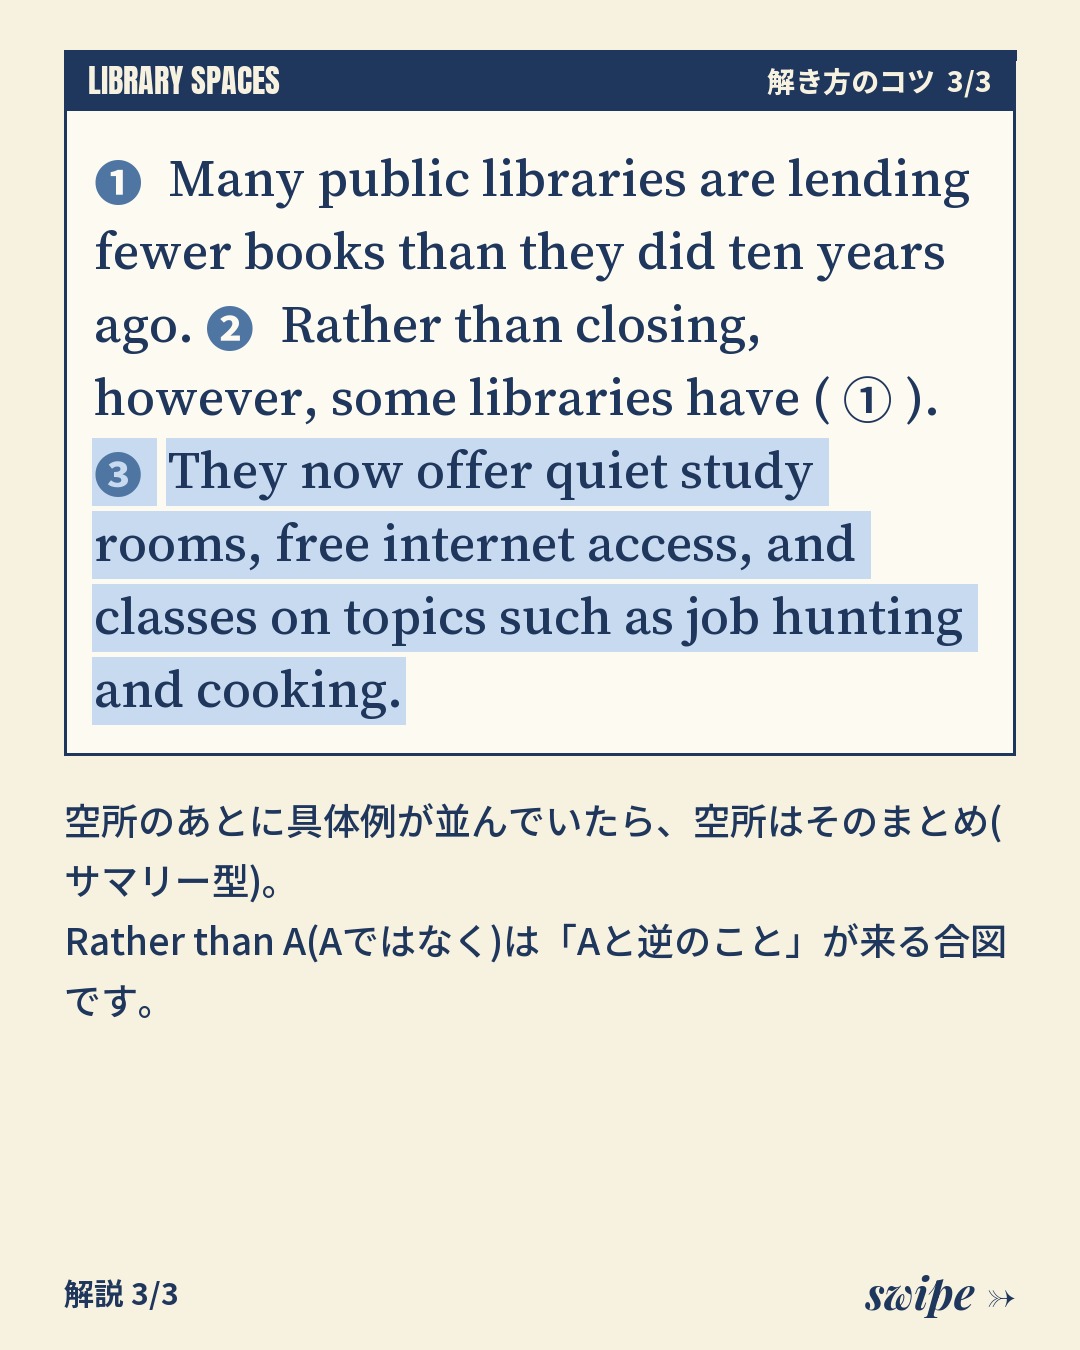 LIBRARY SPACES
解き方のコツ 3/3
❶ Many public libraries are lending
fewer books than they did ten years
ago. ❷ Rather than closing,
however, some libraries have ( ① ).
❸ They now offer quiet study
rooms, free internet access, and
classes on topics such as job hunting
and cooking.
空所のあとに具体例が並んでいたら、空所はそのまとめ(
サマリー型)。
Rather than A(Aではなく)は「Aと逆のこと」が来る合図
です。
解説 3/3
swipe